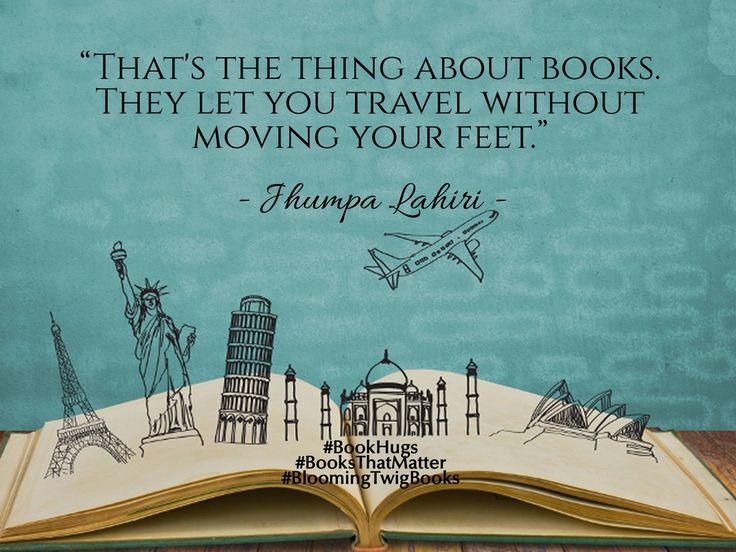 “THAT'S THE THING ABOUT BOOKS.
THEY LET YOU TRAVEL WITHOUT
MOVING YOUR FEET.”
- Jhumpa Lahiri -
#BookHugs
#BooksThatMatter
#BloomingTwigBooks